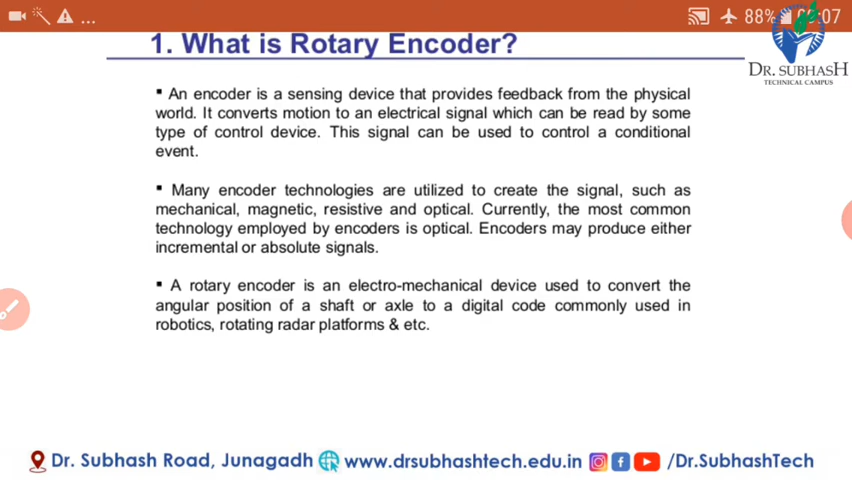 ... 88% 09:07
1. What is Rotary Encoder?
DR. SUBHASH
TECHNICAL CAMPUS
▪ An encoder is a sensing device that provides feedback from the physical
world. It converts motion to an electrical signal which can be read by some
type of control device. This signal can be used to control a conditional
event.
▪ Many encoder technologies are utilized to create the signal, such as
mechanical, magnetic, resistive and optical. Currently, the most common
technology employed by encoders is optical. Encoders may produce either
incremental or absolute signals.
▪ A rotary encoder is an electro-mechanical device used to convert the
angular position of a shaft or axle to a digital code commonly used in
robotics, rotating radar platforms & etc.
Dr. Subhash Road, Junagadh www.drsubhashtech.edu.in /Dr.SubhashTech